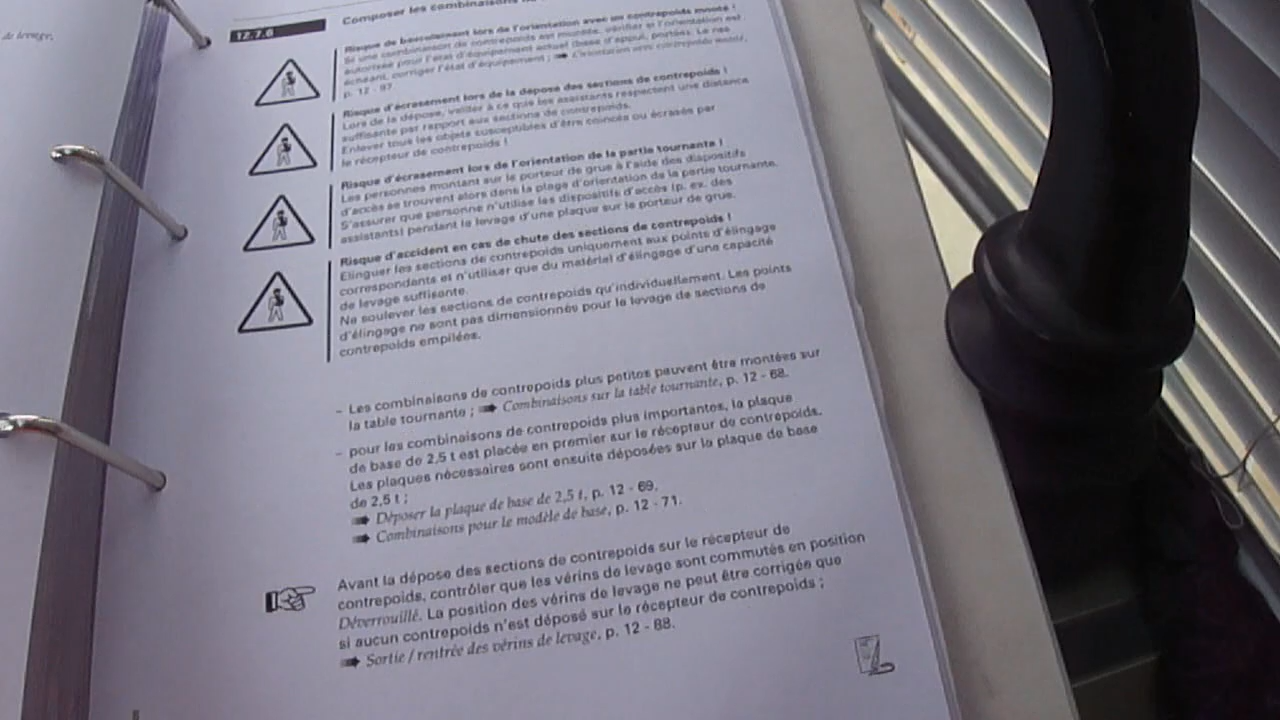 de levage,
12.7.6
Composer les combinaisons
Risque de basculement lors de l'orientation avec un contrepoids monté !
Si une combinaison de contrepoids est montée, vérifier si l'orientation est
autorisée pour l'état d'équipement actuel (base d'appui, portée). Le cas
échéant, corriger l'état d'équipement ; ➠ L'orientation avec contrepoids monté,
p. 12 - 87.
Risque d'écrasement lors de la dépose des sections de contrepoids !
Lors de la dépose, veiller à ce que les assistants respectent une distance
suffisante par rapport aux sections de contrepoids.
Enlever tous les objets susceptibles d'être coincés ou écrasés par
le récepteur de contrepoids !
Risque d'écrasement lors de l'orientation de la partie tournante !
Les personnes montant sur le porteur de grue à l'aide des dispositifs
d'accès se trouvent alors dans la plage d'orientation de la partie tournante.
S'assurer que personne n'utilise les dispositifs d'accès (p. ex. des
assistants) pendant le levage d'une plaque sur le porteur de grue.
Risque d'accident en cas de chute des sections de contrepoids !
Elinguer les sections de contrepoids uniquement aux points d'élingage
correspondants et n'utiliser que du matériel d'élingage d'une capacité
de levage suffisante.
Ne soulever les sections de contrepoids qu'individuellement. Les points
d'élingage ne sont pas dimensionnés pour le levage de sections de
contrepoids empilées.
– Les combinaisons de contrepoids plus petites peuvent être montées sur
la table tournante ; ➠ Combinaisons sur la table tournante, p. 12 - 68.
– pour les combinaisons de contrepoids plus importantes, la plaque
de base de 2,5 t est placée en premier sur le récepteur de contrepoids.
Les plaques nécessaires sont ensuite déposées sur la plaque de base
de 2,5 t ;
➠ Déposer la plaque de base de 2,5 t, p. 12 - 69.
➠ Combinaisons pour le modèle de base, p. 12 - 71.
Avant la dépose des sections de contrepoids sur le récepteur de
contrepoids, contrôler que les vérins de levage sont commutés en position
Déverrouillé. La position des vérins de levage ne peut être corrigée que
si aucun contrepoids n'est déposé sur le récepteur de contrepoids ;
➠ Sortie / rentrée des vérins de levage, p. 12 - 88.